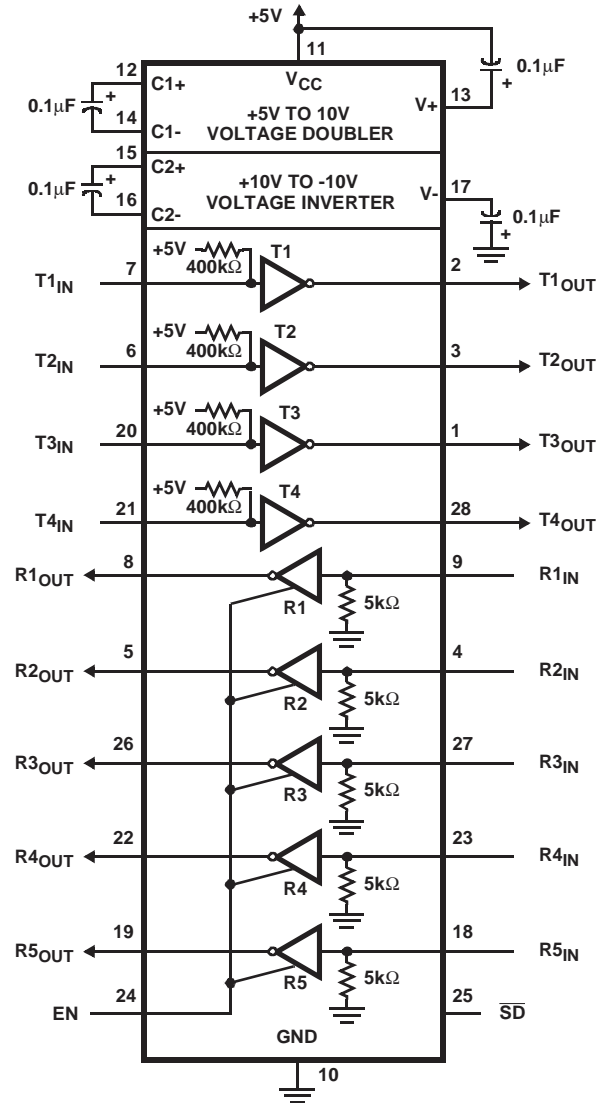 +5V
11
12
C1+
VCC
0.1μF
+
+
0.1μF
14
C1-
+5V TO 10V
VOLTAGE DOUBLER
V+
13
15
C2+
0.1μF
+
16
C2-
+10V TO -10V
VOLTAGE INVERTER
V-
17
0.1μF
+
+5V
400kΩ
T1
T1IN
7
2
T1OUT
+5V
400kΩ
T2
T2IN
6
3
T2OUT
+5V
400kΩ
T3
T3IN
20
1
T3OUT
+5V
400kΩ
T4
T4IN
21
28
T4OUT
R1OUT
8
9
R1IN
R1
5kΩ
R2OUT
5
4
R2IN
R2
5kΩ
R3OUT
26
27
R3IN
R3
5kΩ
R4OUT
22
23
R4IN
R4
5kΩ
R5OUT
19
18
R5IN
R5
5kΩ
EN
24
25
SD
GND
10